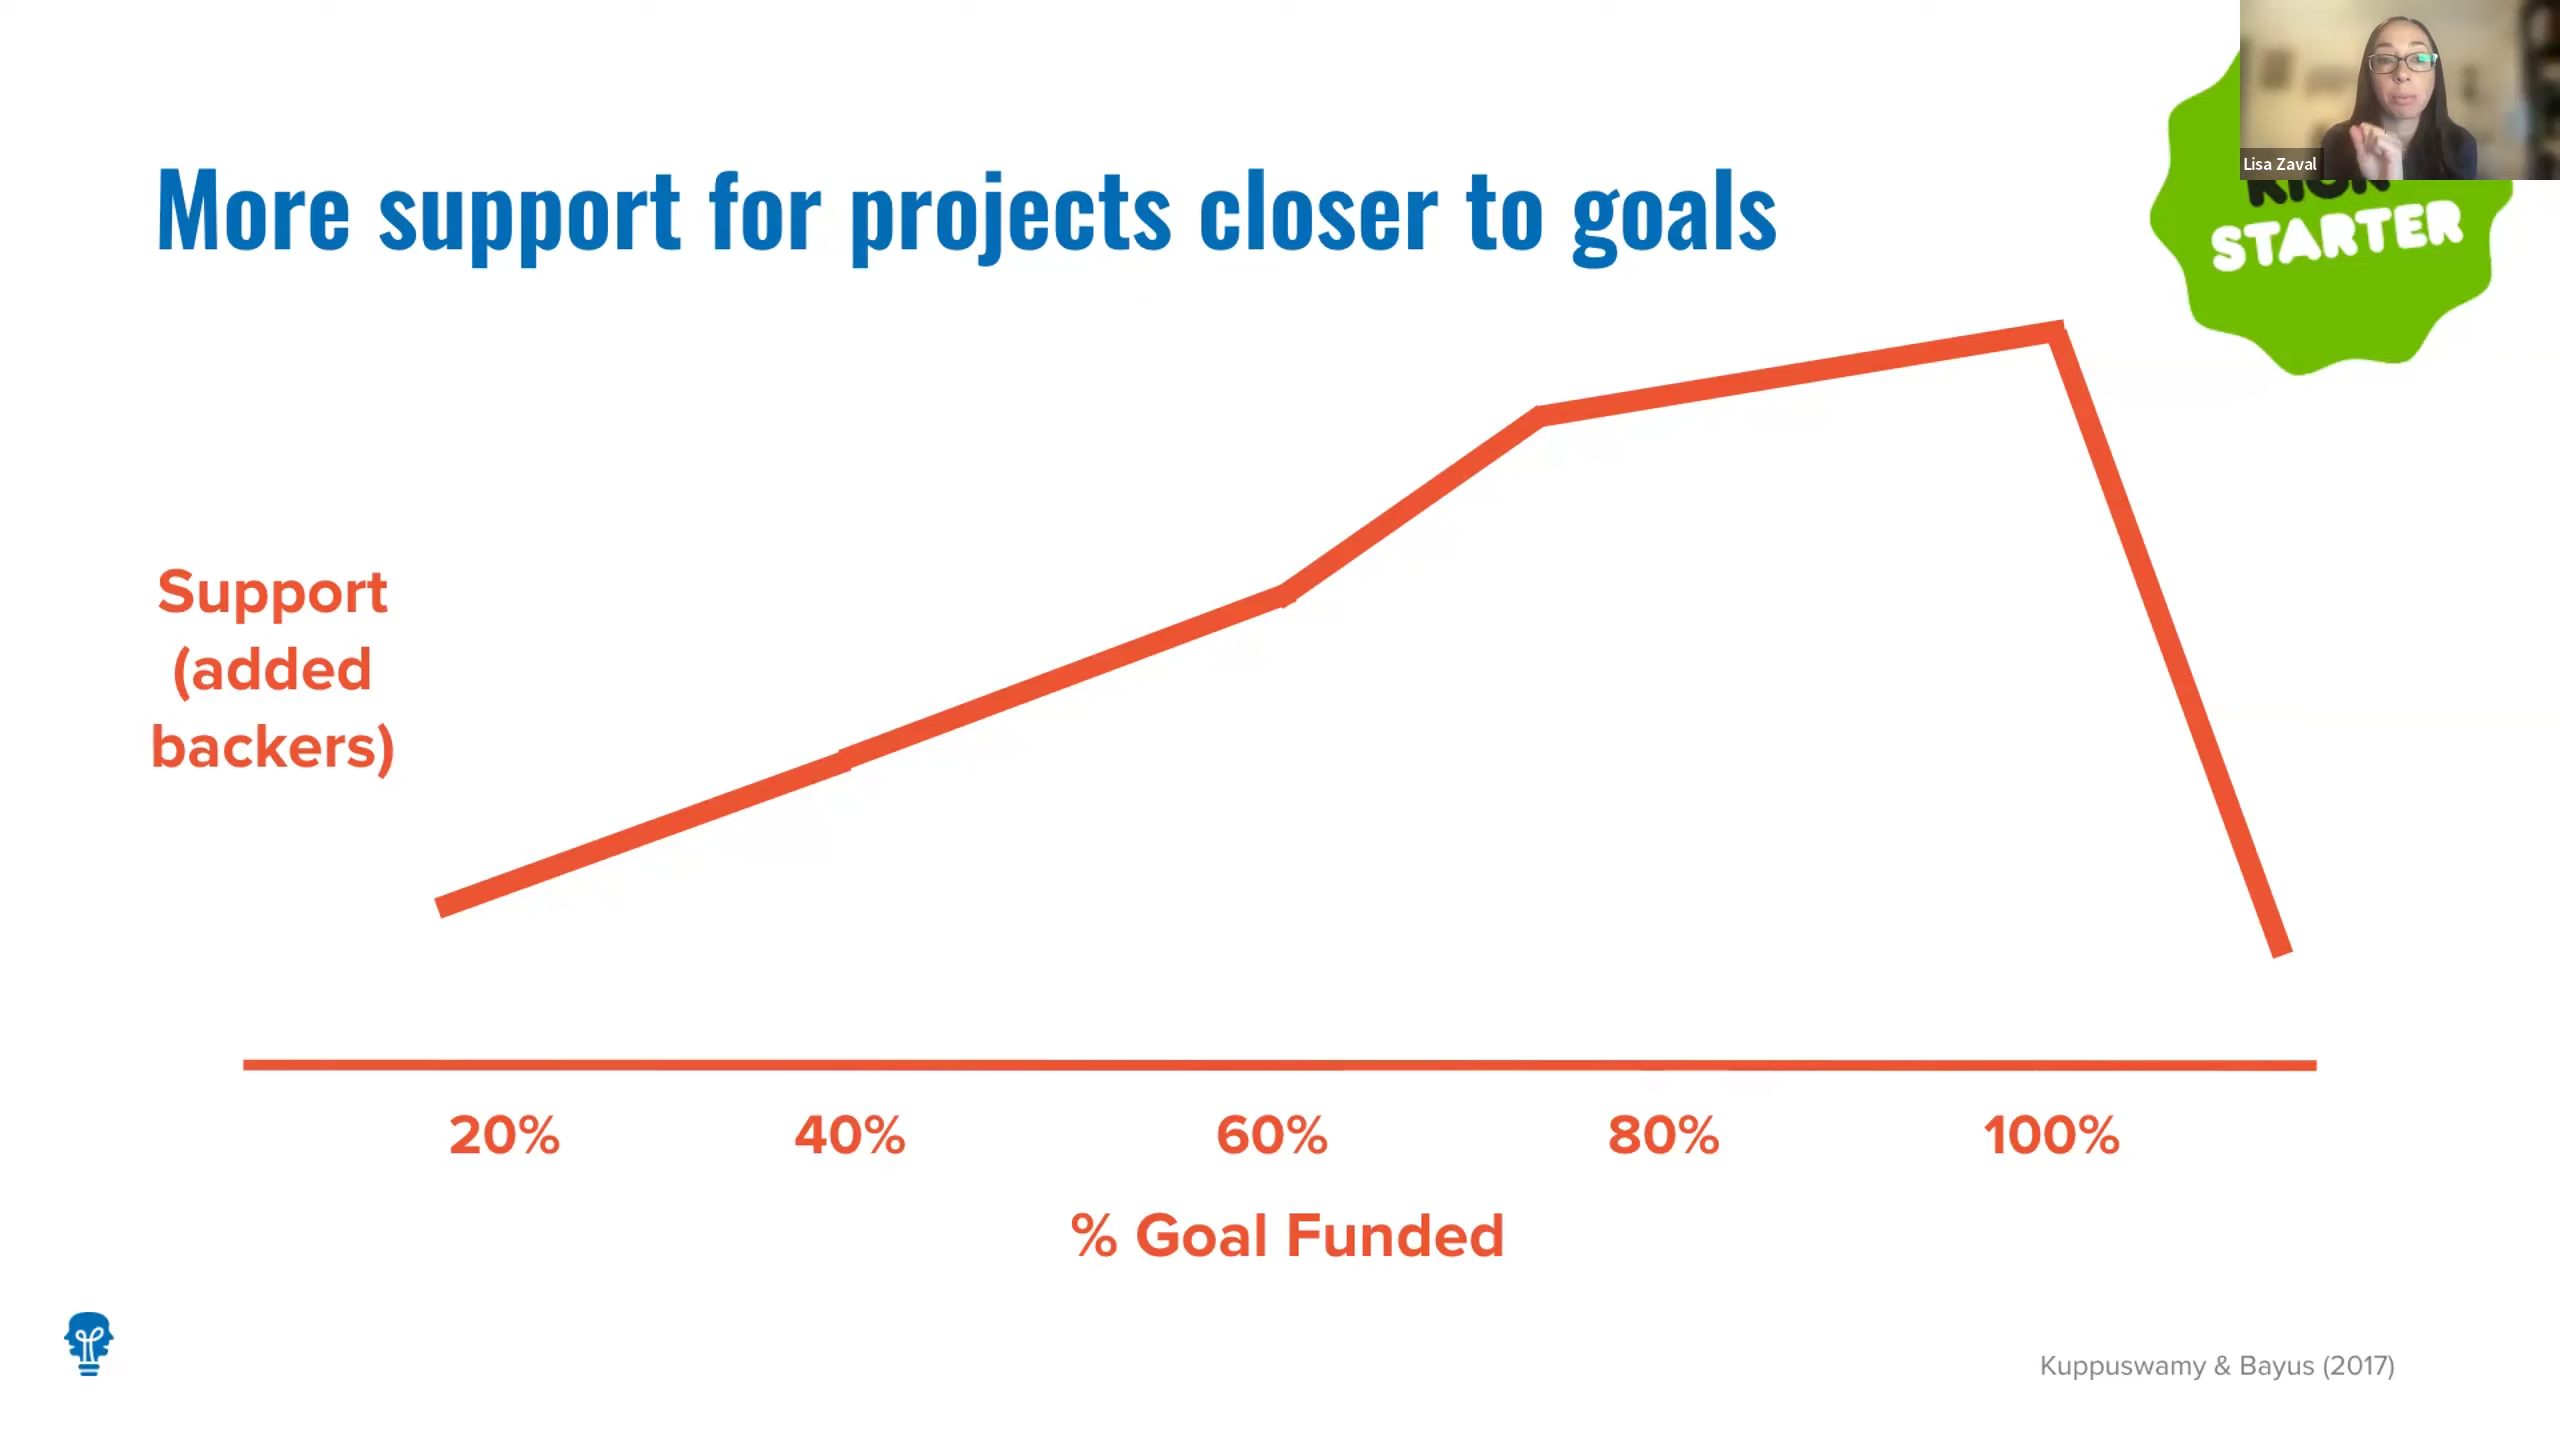 Lisa Zaval
More support for projects closer to goals
STARTER
Support
(added
backers)
20% 40% 60% 80% 100%
% Goal Funded
Kuppuswamy & Bayus (2017)